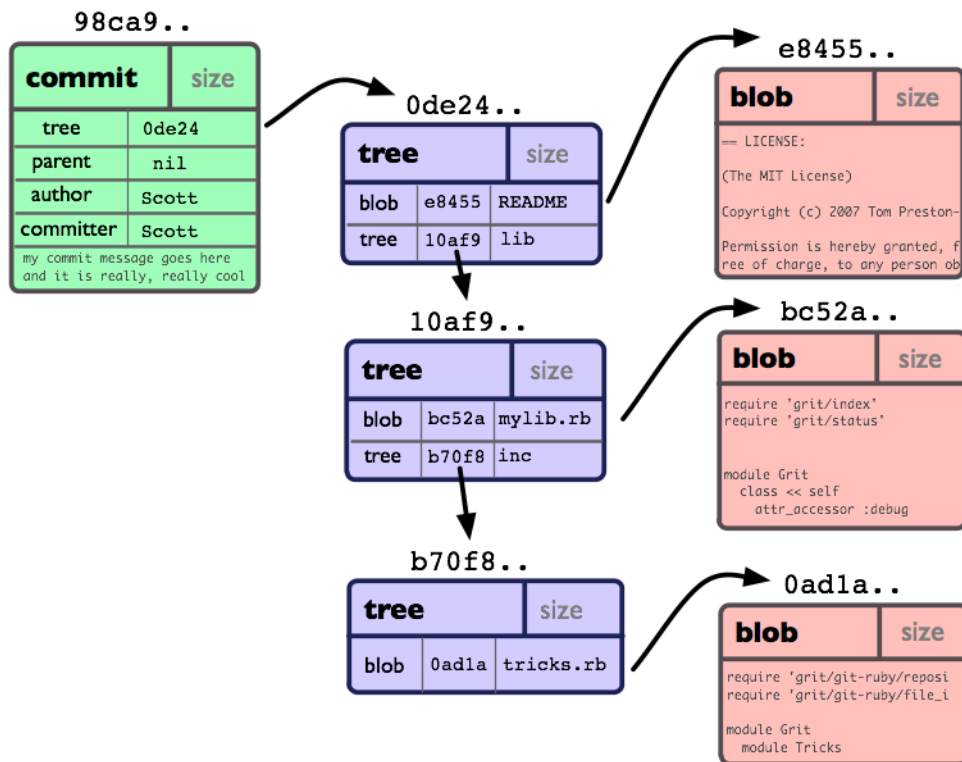 98ca9..
commit size
tree 0de24
parent nil
author Scott
committer Scott
my commit message goes here
and it is really, really cool
0de24..
tree size
blob e8455 README
tree 10af9 lib
10af9..
tree size
blob bc52a mylib.rb
tree b70f8 inc
b70f8..
tree size
blob 0ad1a tricks.rb
e8455..
blob size
== LICENSE:
(The MIT License)
Copyright (c) 2007 Tom Preston-
Permission is hereby granted, f
ree of charge, to any person ob
bc52a..
blob size
require 'grit/index'
require 'grit/status'
module Grit
class << self
attr_accessor :debug
0ad1a..
blob size
require 'grit/git-ruby/reposi
require 'grit/git-ruby/file_i
module Grit
module Tricks